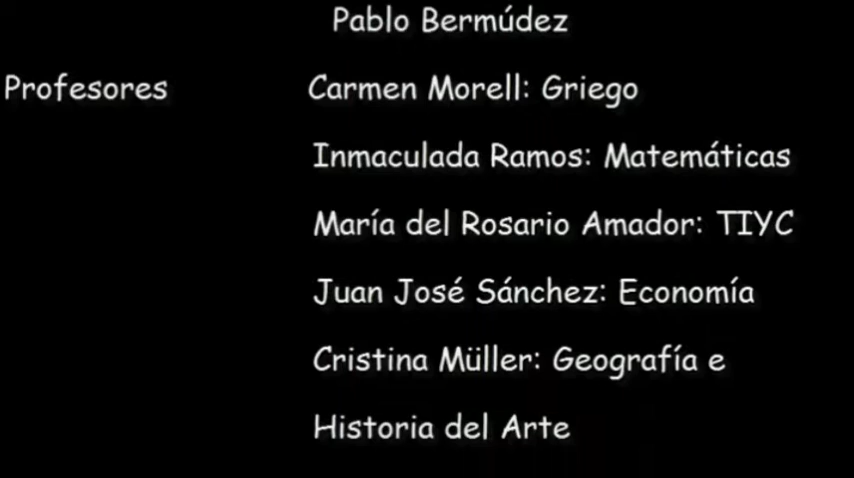 Pablo Bermúdez
Profesores Carmen Morell: Griego
Inmaculada Ramos: Matemáticas
María del Rosario Amador: TIYC
Juan José Sánchez: Economía
Cristina Müller: Geografía e
Historia del Arte